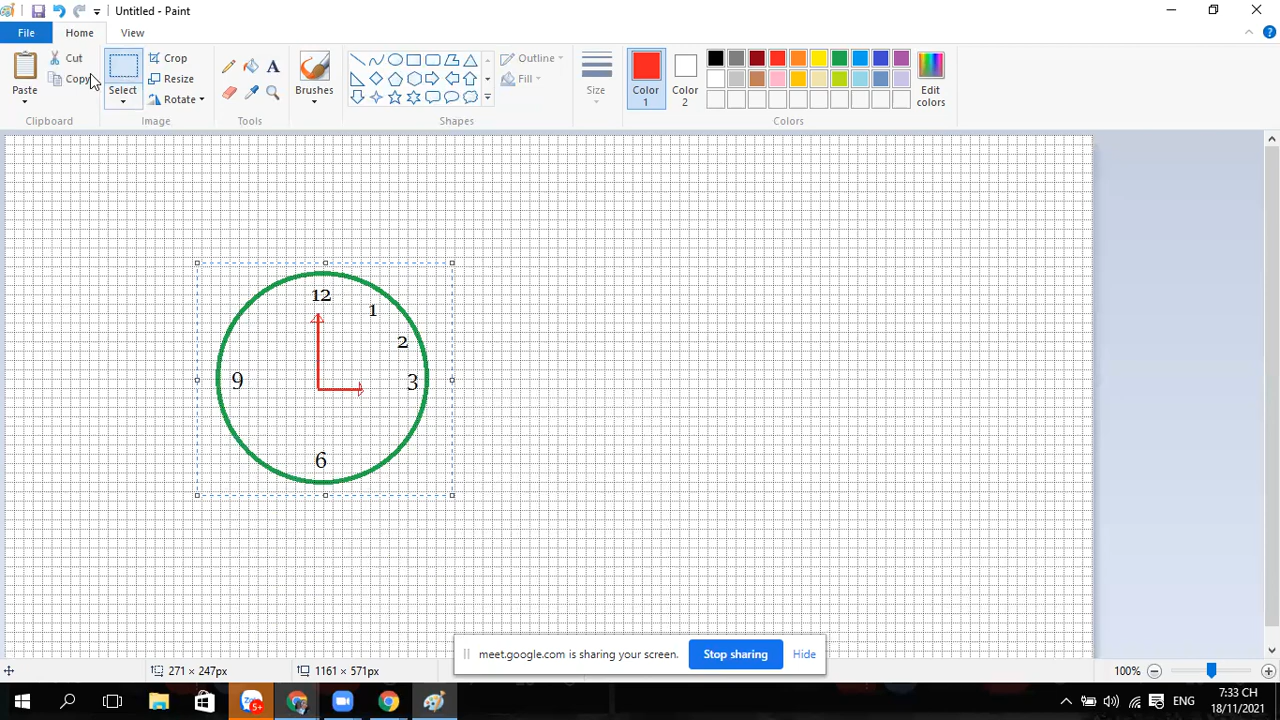 Untitled - Paint
File Home View
Cut
Copy
Paste
Clipboard
Select
Crop
Resize
Rotate
Image
A
Tools
Brushes
Outline
Fill
Shapes
Size
Color 1
Color 2
Edit colors
Colors
12
1
2
3
9
6
meet.google.com is sharing your screen.
Stop sharing
Hide
271 × 247px
1161 × 571px
100%
Zalo
5+
ENG
7:33 CH
18/11/2021